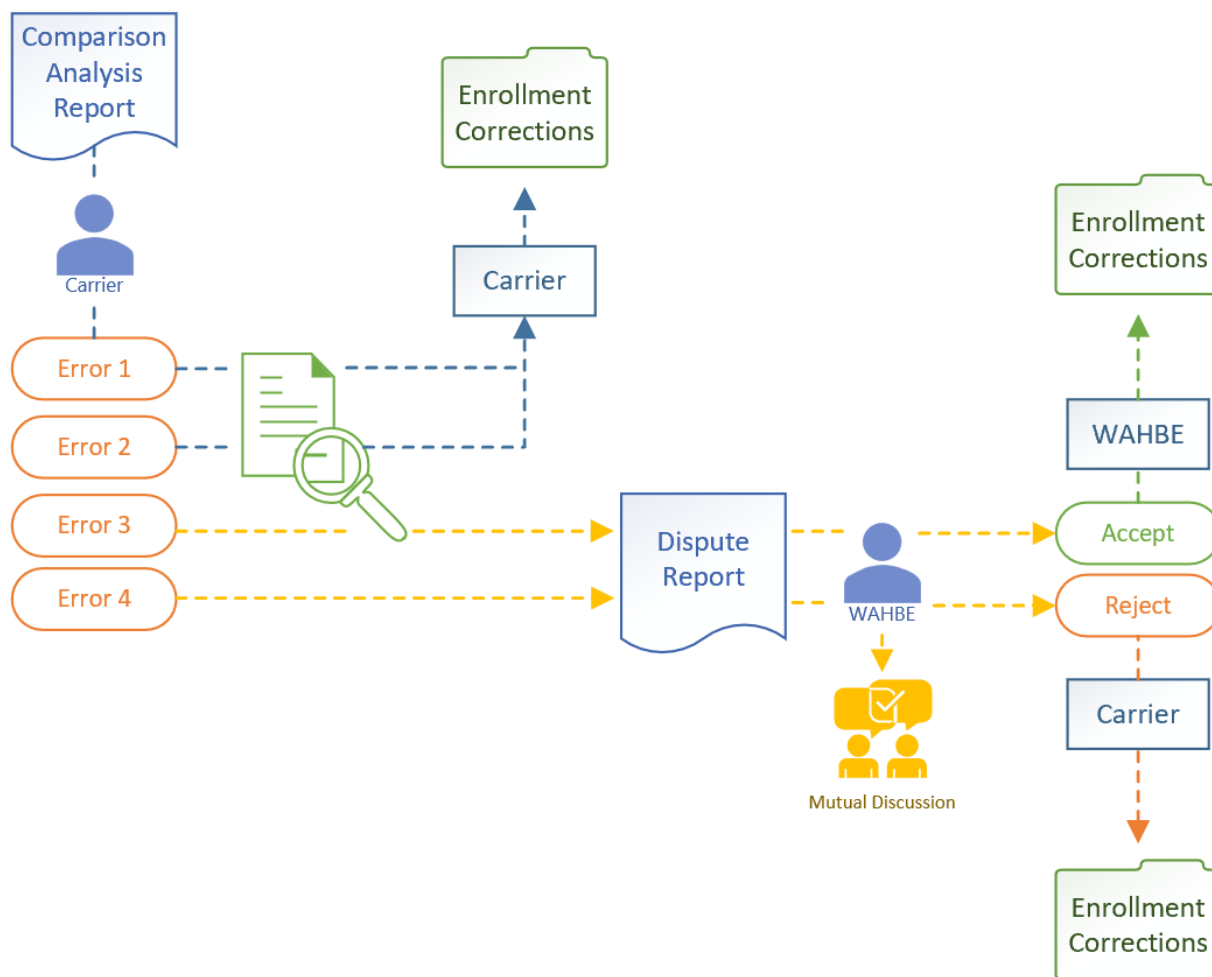 Comparison
Analysis
Report
Carrier
Error 1
Error 2
Error 3
Error 4
Enrollment
Corrections
Carrier
Dispute
Report
WAHBE
Mutual Discussion
Enrollment
Corrections
WAHBE
Accept
Reject
Carrier
Enrollment
Corrections